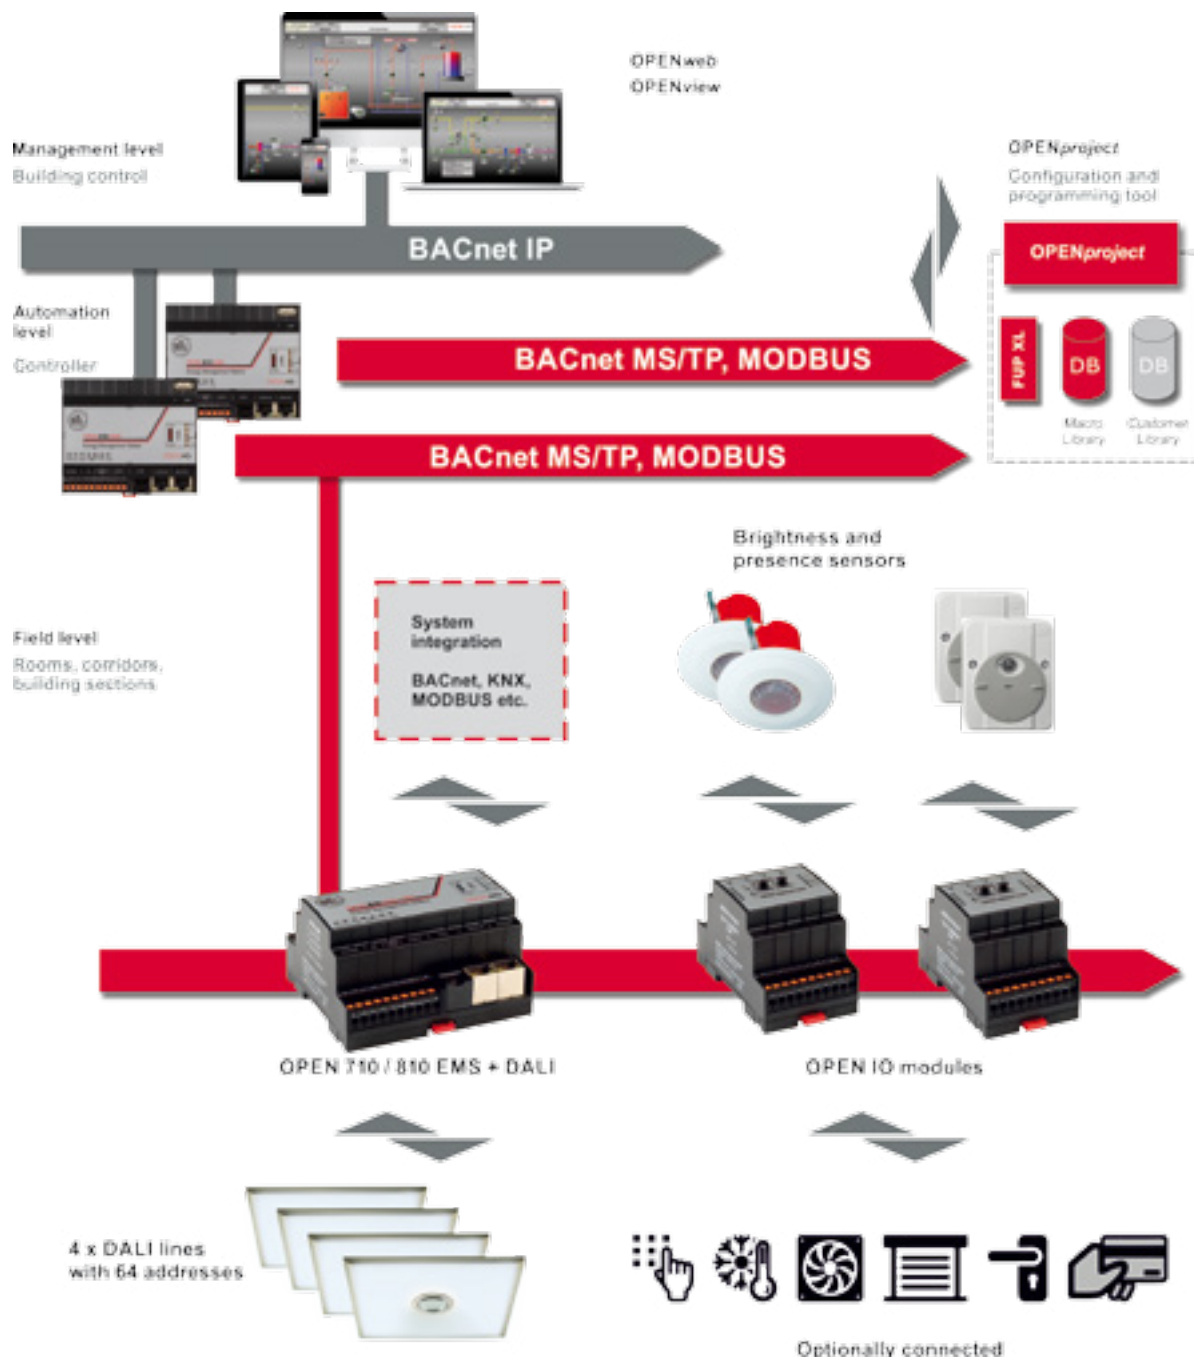 OPENweb
OPENview
Management level
Building control
OPENproject
Configuration and
programming tool
BACnet IP
OPENproject
Automation
level
Controller
BACnet MS/TP, MODBUS
FUP XL
DB
DB
Macro
Library
Customer
Library
BACnet MS/TP, MODBUS
Brightness and
presence sensors
System
integration
BACnet, KNX,
MODBUS etc.
Field level
Rooms, corridors,
building sections
OPEN 710 / 810 EMS + DALI
OPEN IO modules
4 x DALI lines
with 64 addresses
Optionally connected